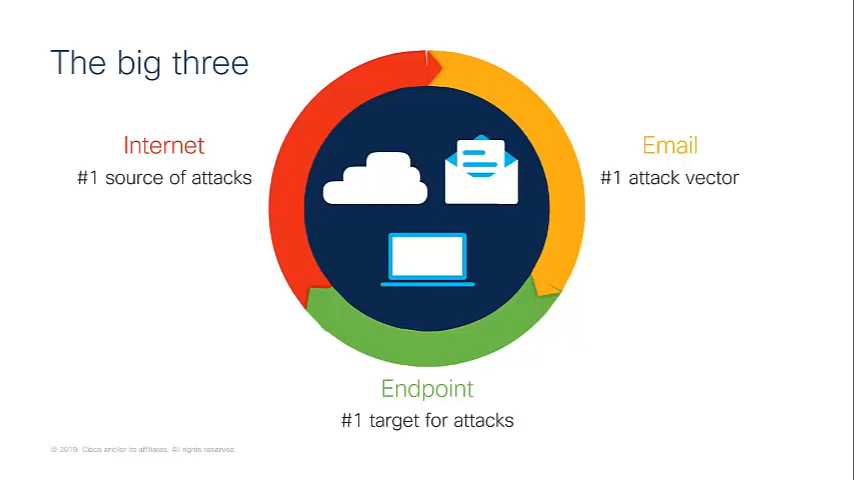 The big three
Internet
#1 source of attacks
Email
#1 attack vector
Endpoint
#1 target for attacks
© 2019 Cisco and/or its affiliates. All rights reserved.